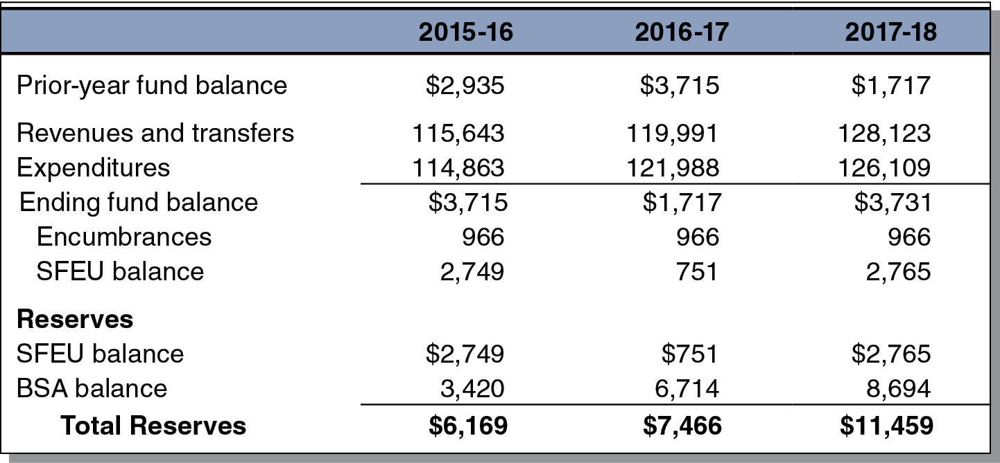 2015-16 2016-17 2017-18
Prior-year fund balance $2,935 $3,715 $1,717
Revenues and transfers 115,643 119,991 128,123
Expenditures 114,863 121,988 126,109
Ending fund balance $3,715 $1,717 $3,731
Encumbrances 966 966 966
SFEU balance 2,749 751 2,765
Reserves
SFEU balance $2,749 $751 $2,765
BSA balance 3,420 6,714 8,694
Total Reserves $6,169 $7,466 $11,459